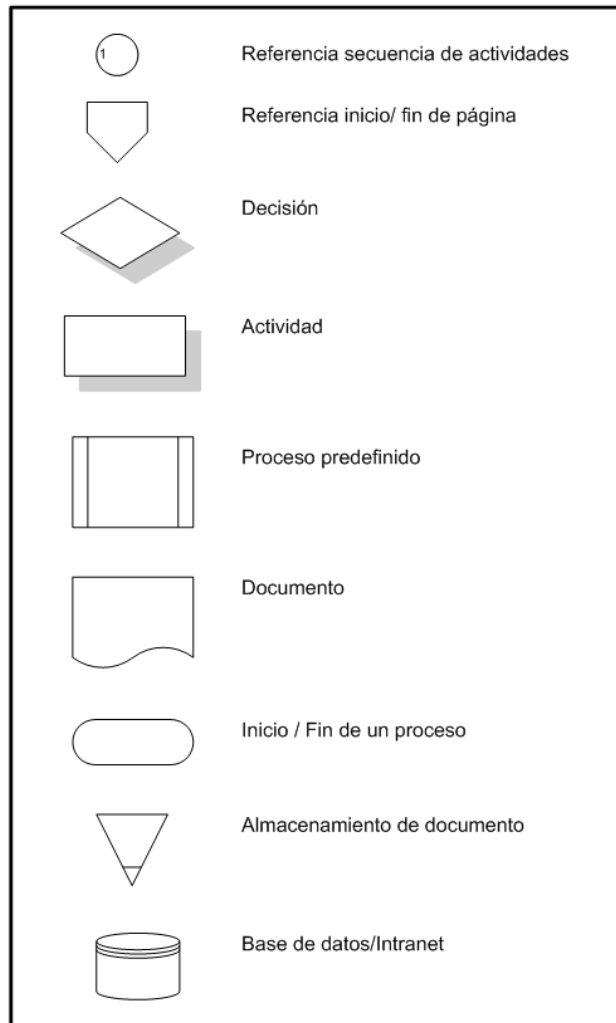 1 Referencia secuencia de actividades
Referencia inicio/ fin de página
Decisión
Actividad
Proceso predefinido
Documento
Inicio / Fin de un proceso
Almacenamiento de documento
Base de datos/Intranet